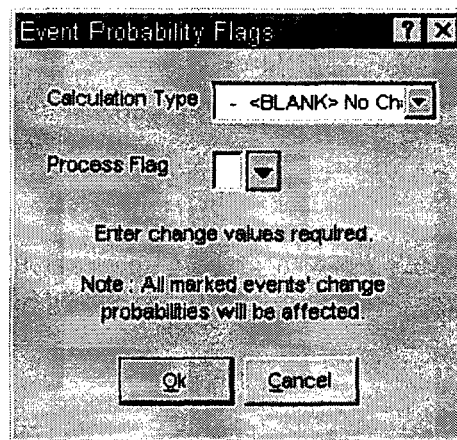 Event Probability Flags ? X
Calculation Type - <BLANK> No Ch
Process Flag
Enter change values required.
Note : All marked events' change
probabilities will be affected.
Ok Cancel